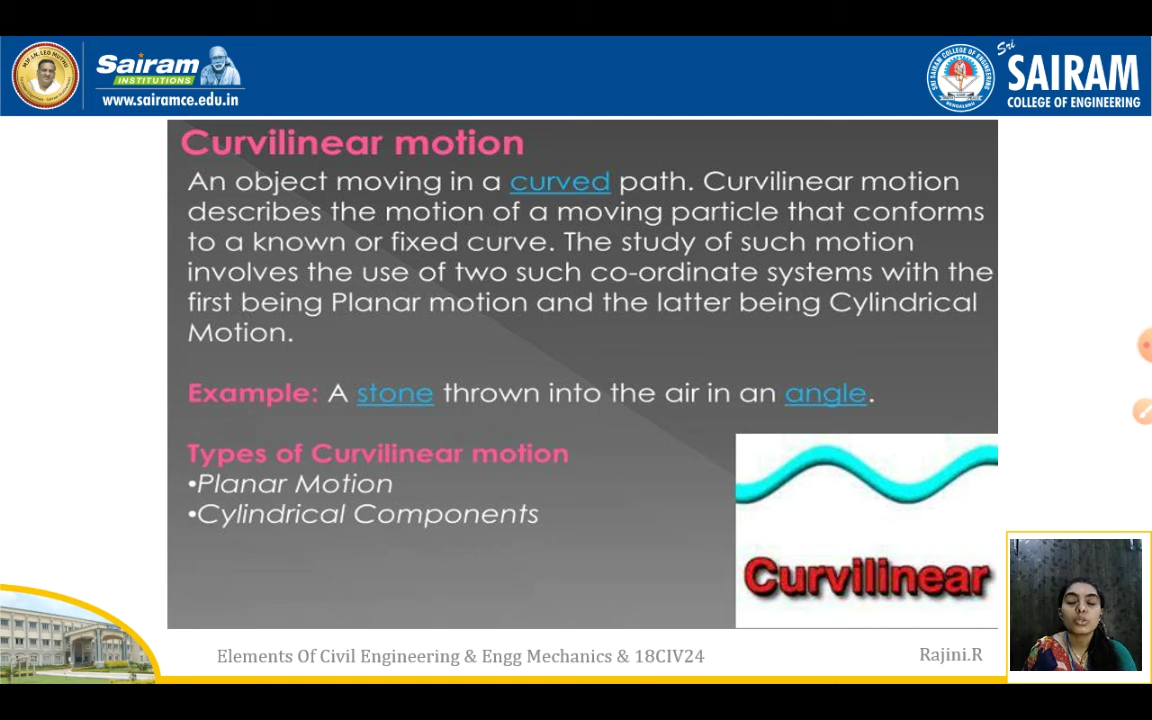 Sairam
INSTITUTIONS
www.sairamce.edu.in
Sri
SAIRAM
COLLEGE OF ENGINEERING
Curvilinear motion
An object moving in a curved path. Curvilinear motion
describes the motion of a moving particle that conforms
to a known or fixed curve. The study of such motion
involves the use of two such co-ordinate systems with the
first being Planar motion and the latter being Cylindrical
Motion.
Example: A stone thrown into the air in an angle.
Types of Curvilinear motion
•Planar Motion
•Cylindrical Components
Curvilinear
Elements Of Civil Engineering & Engg Mechanics & 18CIV24
Rajini.R